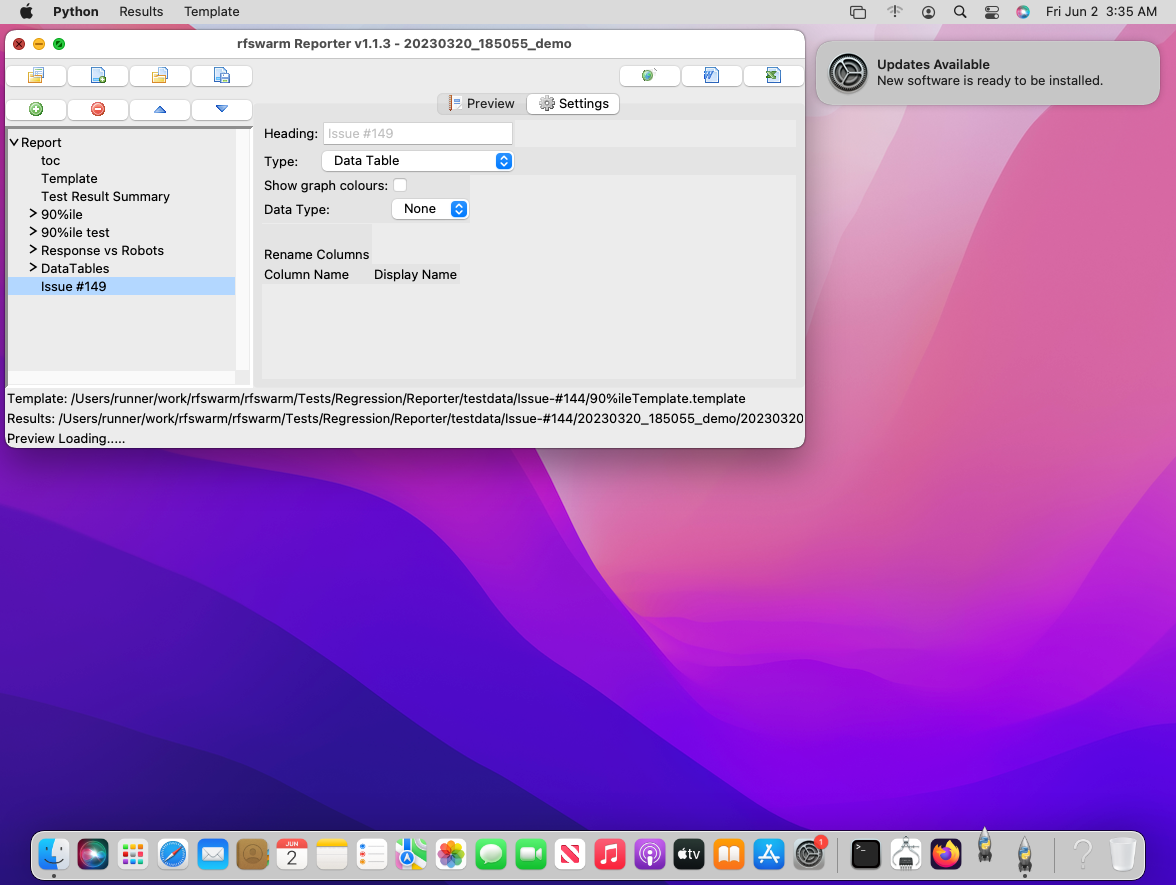 Python Results Template Fri Jun 2 3:35 AM
rfswarm Reporter v1.1.3 - 20230320_185055_demo
Updates Available
New software is ready to be installed.
Preview Settings
Report
toc
Template
Test Result Summary
90%ile
90%ile test
Response vs Robots
DataTables
Issue #149
Heading: Issue #149
Type: Data Table
Show graph colours:
Data Type: None
Rename Columns
Column Name Display Name
Template: /Users/runner/work/rfswarm/rfswarm/Tests/Regression/Reporter/testdata/Issue-#144/90%ileTemplate.template
Results: /Users/runner/work/rfswarm/rfswarm/Tests/Regression/Reporter/testdata/Issue-#144/20230320_185055_demo/20230320
Preview Loading.....
JUN
2
tv
1